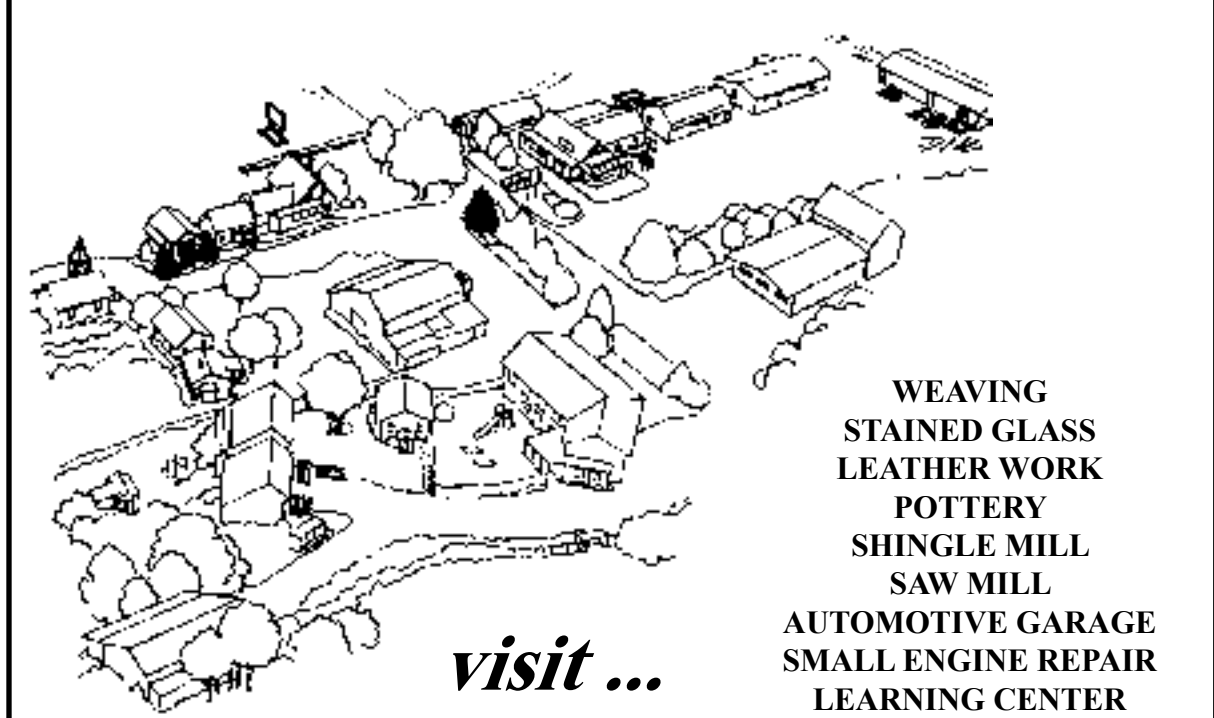 WEAVING
STAINED GLASS
LEATHER WORK
POTTERY
SHINGLE MILL
SAW MILL
AUTOMOTIVE GARAGE
SMALL ENGINE REPAIR
LEARNING CENTER
visit ...